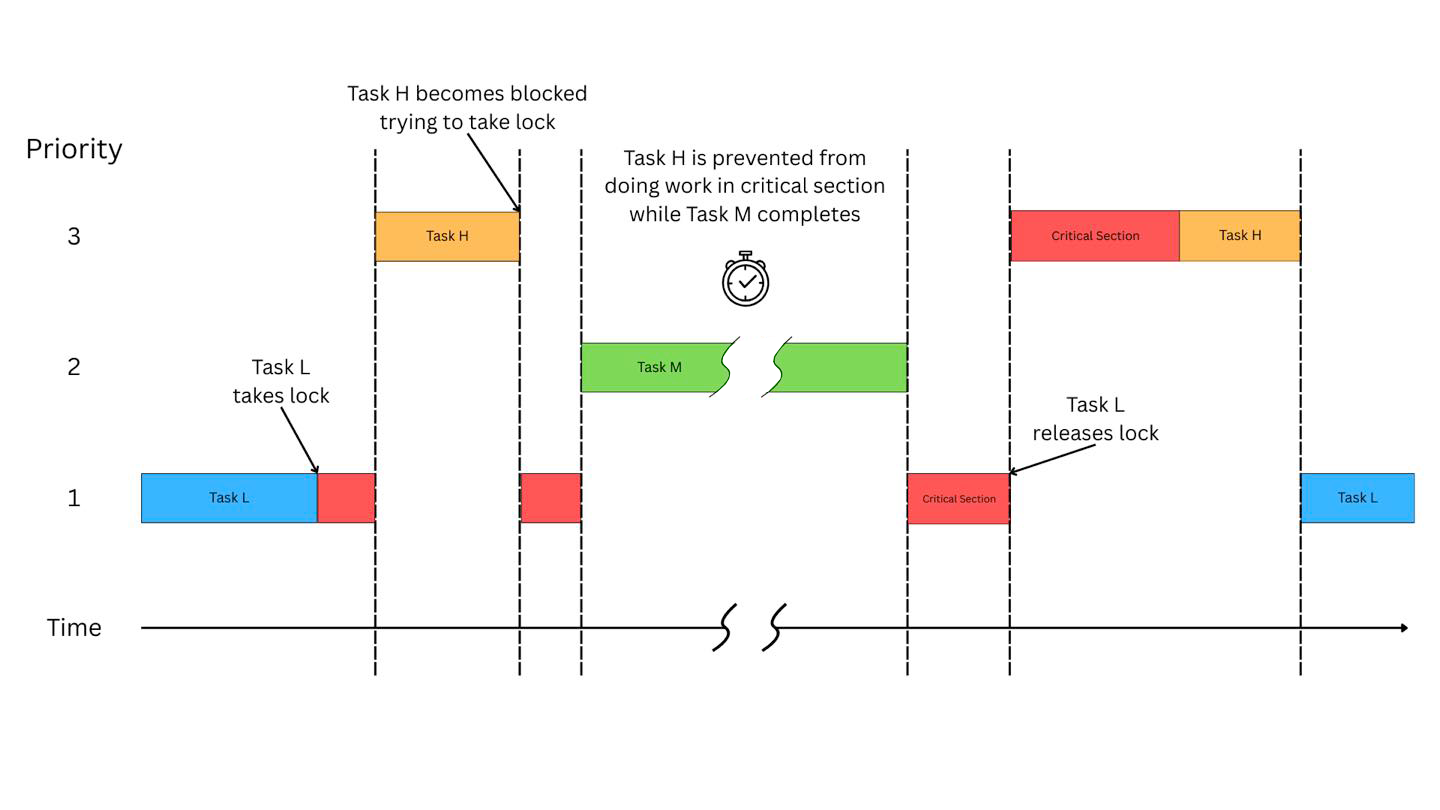 Task H becomes blocked
trying to take lock
Priority
Task H is prevented from
doing work in critical section
while Task M completes
3
Task H
Critical Section
Task H
2
Task M
Task L
takes lock
Task L
releases lock
1
Task L
Critical Section
Task L
Time